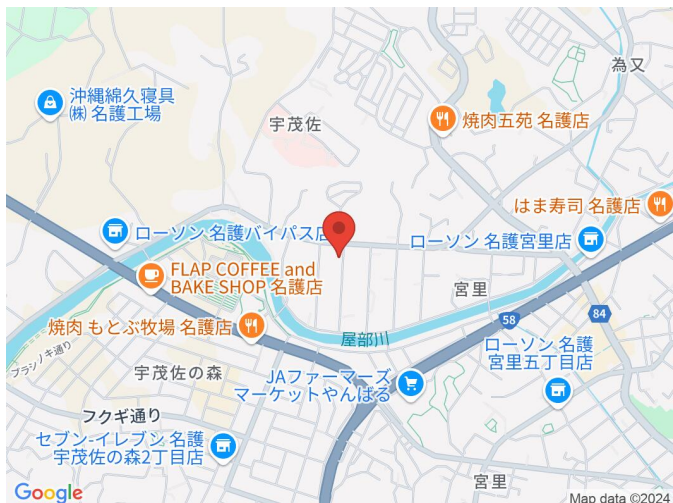 為又
沖縄綿久寝具
㈱ 名護工場
宇茂佐
焼肉五苑 名護店
はま寿司 名護店
ローソン 名護バイパス店
ローソン 名護宮里店
FLAP COFFEE and
BAKE SHOP 名護店
宮里
58
84
焼肉 もとぶ牧場 名護店
屋部川
ブラシノキ通り
宇茂佐の森
JAファーマーズ
マーケットやんばる
ローソン 名護
宮里五丁目店
フクギ通り
セブン-イレブン 名護
宇茂佐の森2丁目店
宮里
Google
Map data ©2024